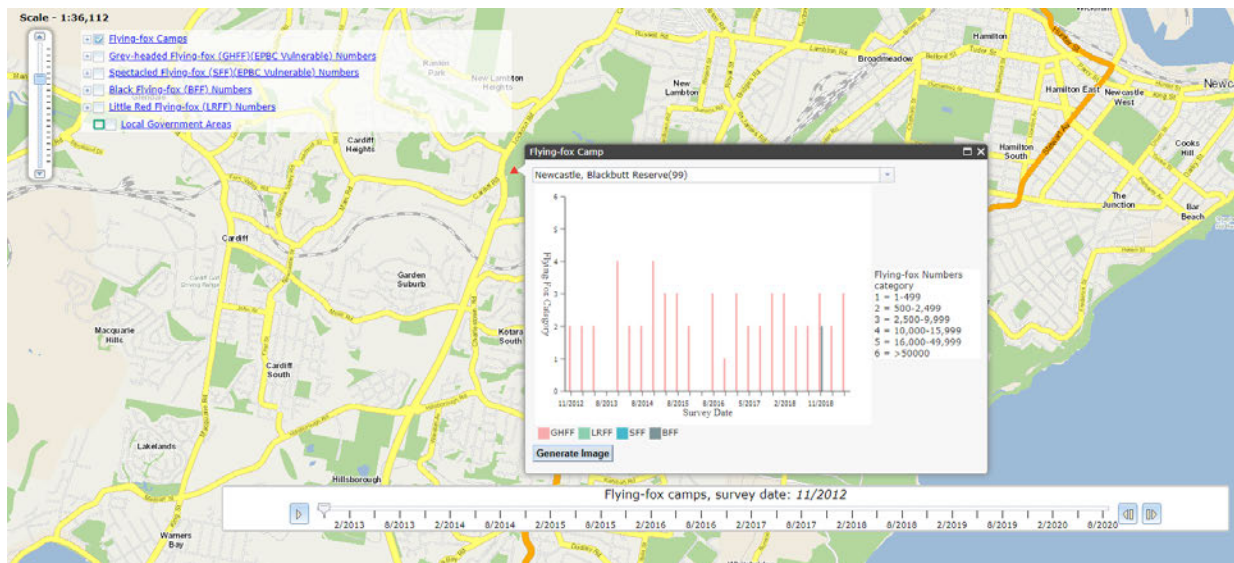 Scale - 1:36,112
Flying-fox Camps
Grey-headed Flying-fox (GHFF)(EPBC Vulnerable) Numbers
Spectacled Flying-fox (SFF)(EPBC Vulnerable) Numbers
Black Flying-fox (BFF) Numbers
Little Red Flying-fox (LRFF) Numbers
Local Government Areas
New Lambton Heights
New Lambton
Broadmeadow
Hamilton
Hamilton East
Newcastle West
Hamilton South
Cooks Hill
The Junction
Bar Beach
Cardiff Heights
Cardiff
Garden Suburb
Macquarie Hills
Cardiff South
Kotara South
Lakelands
Hillsborough
Warners Bay
Flying-fox Camp
Newcastle, Blackbutt Reserve(99)
Flying Fox Category
6
5
4
3
2
1
0
11/2012 8/2013 8/2014 8/2015 8/2016 5/2017 2/2018 11/2018
Survey Date
GHFF LRFF SFF BFF
Generate Image
Flying-fox Numbers
category
1 = 1-499
2 = 500-2,499
3 = 2,500-9,999
4 = 10,000-15,999
5 = 16,000-49,999
6 = >50000
Flying-fox camps, survey date: 11/2012
2/2013 8/2013 2/2014 8/2014 2/2015 8/2015 2/2016 8/2016 2/2017 8/2017 2/2018 8/2018 2/2019 8/2019 2/2020 8/2020